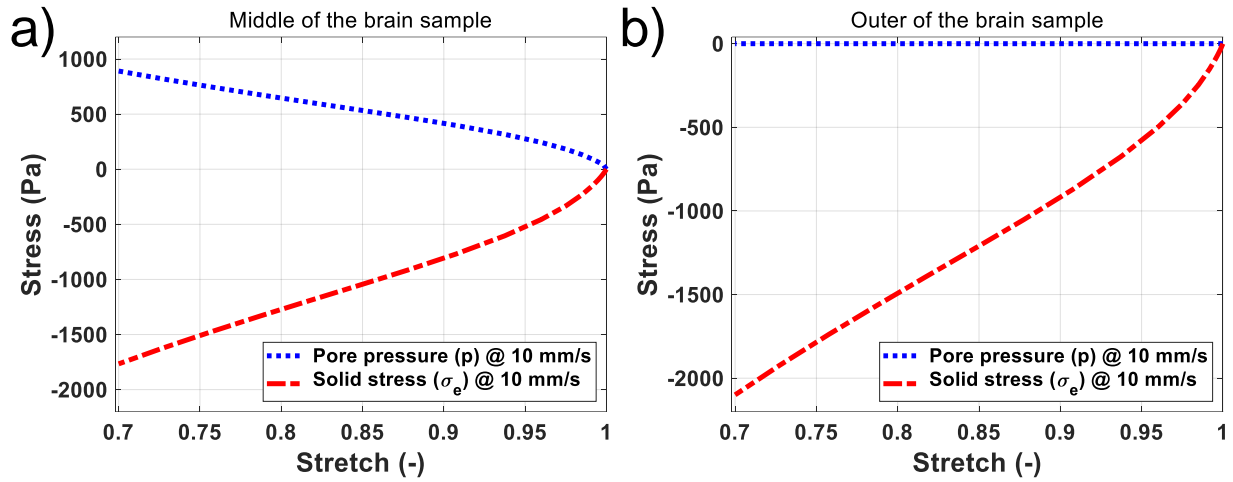 a)
Middle of the brain sample
1000
500
0
-500
-1000
-1500
-2000
Stress (Pa)
Pore pressure (p) @ 10 mm/s
Solid stress (σe) @ 10 mm/s
0.7 0.75 0.8 0.85 0.9 0.95 1
Stretch (-)
b)
Outer of the brain sample
0
-500
-1000
-1500
-2000
Stress (Pa)
Pore pressure (p) @ 10 mm/s
Solid stress (σe) @ 10 mm/s
0.7 0.75 0.8 0.85 0.9 0.95 1
Stretch (-)